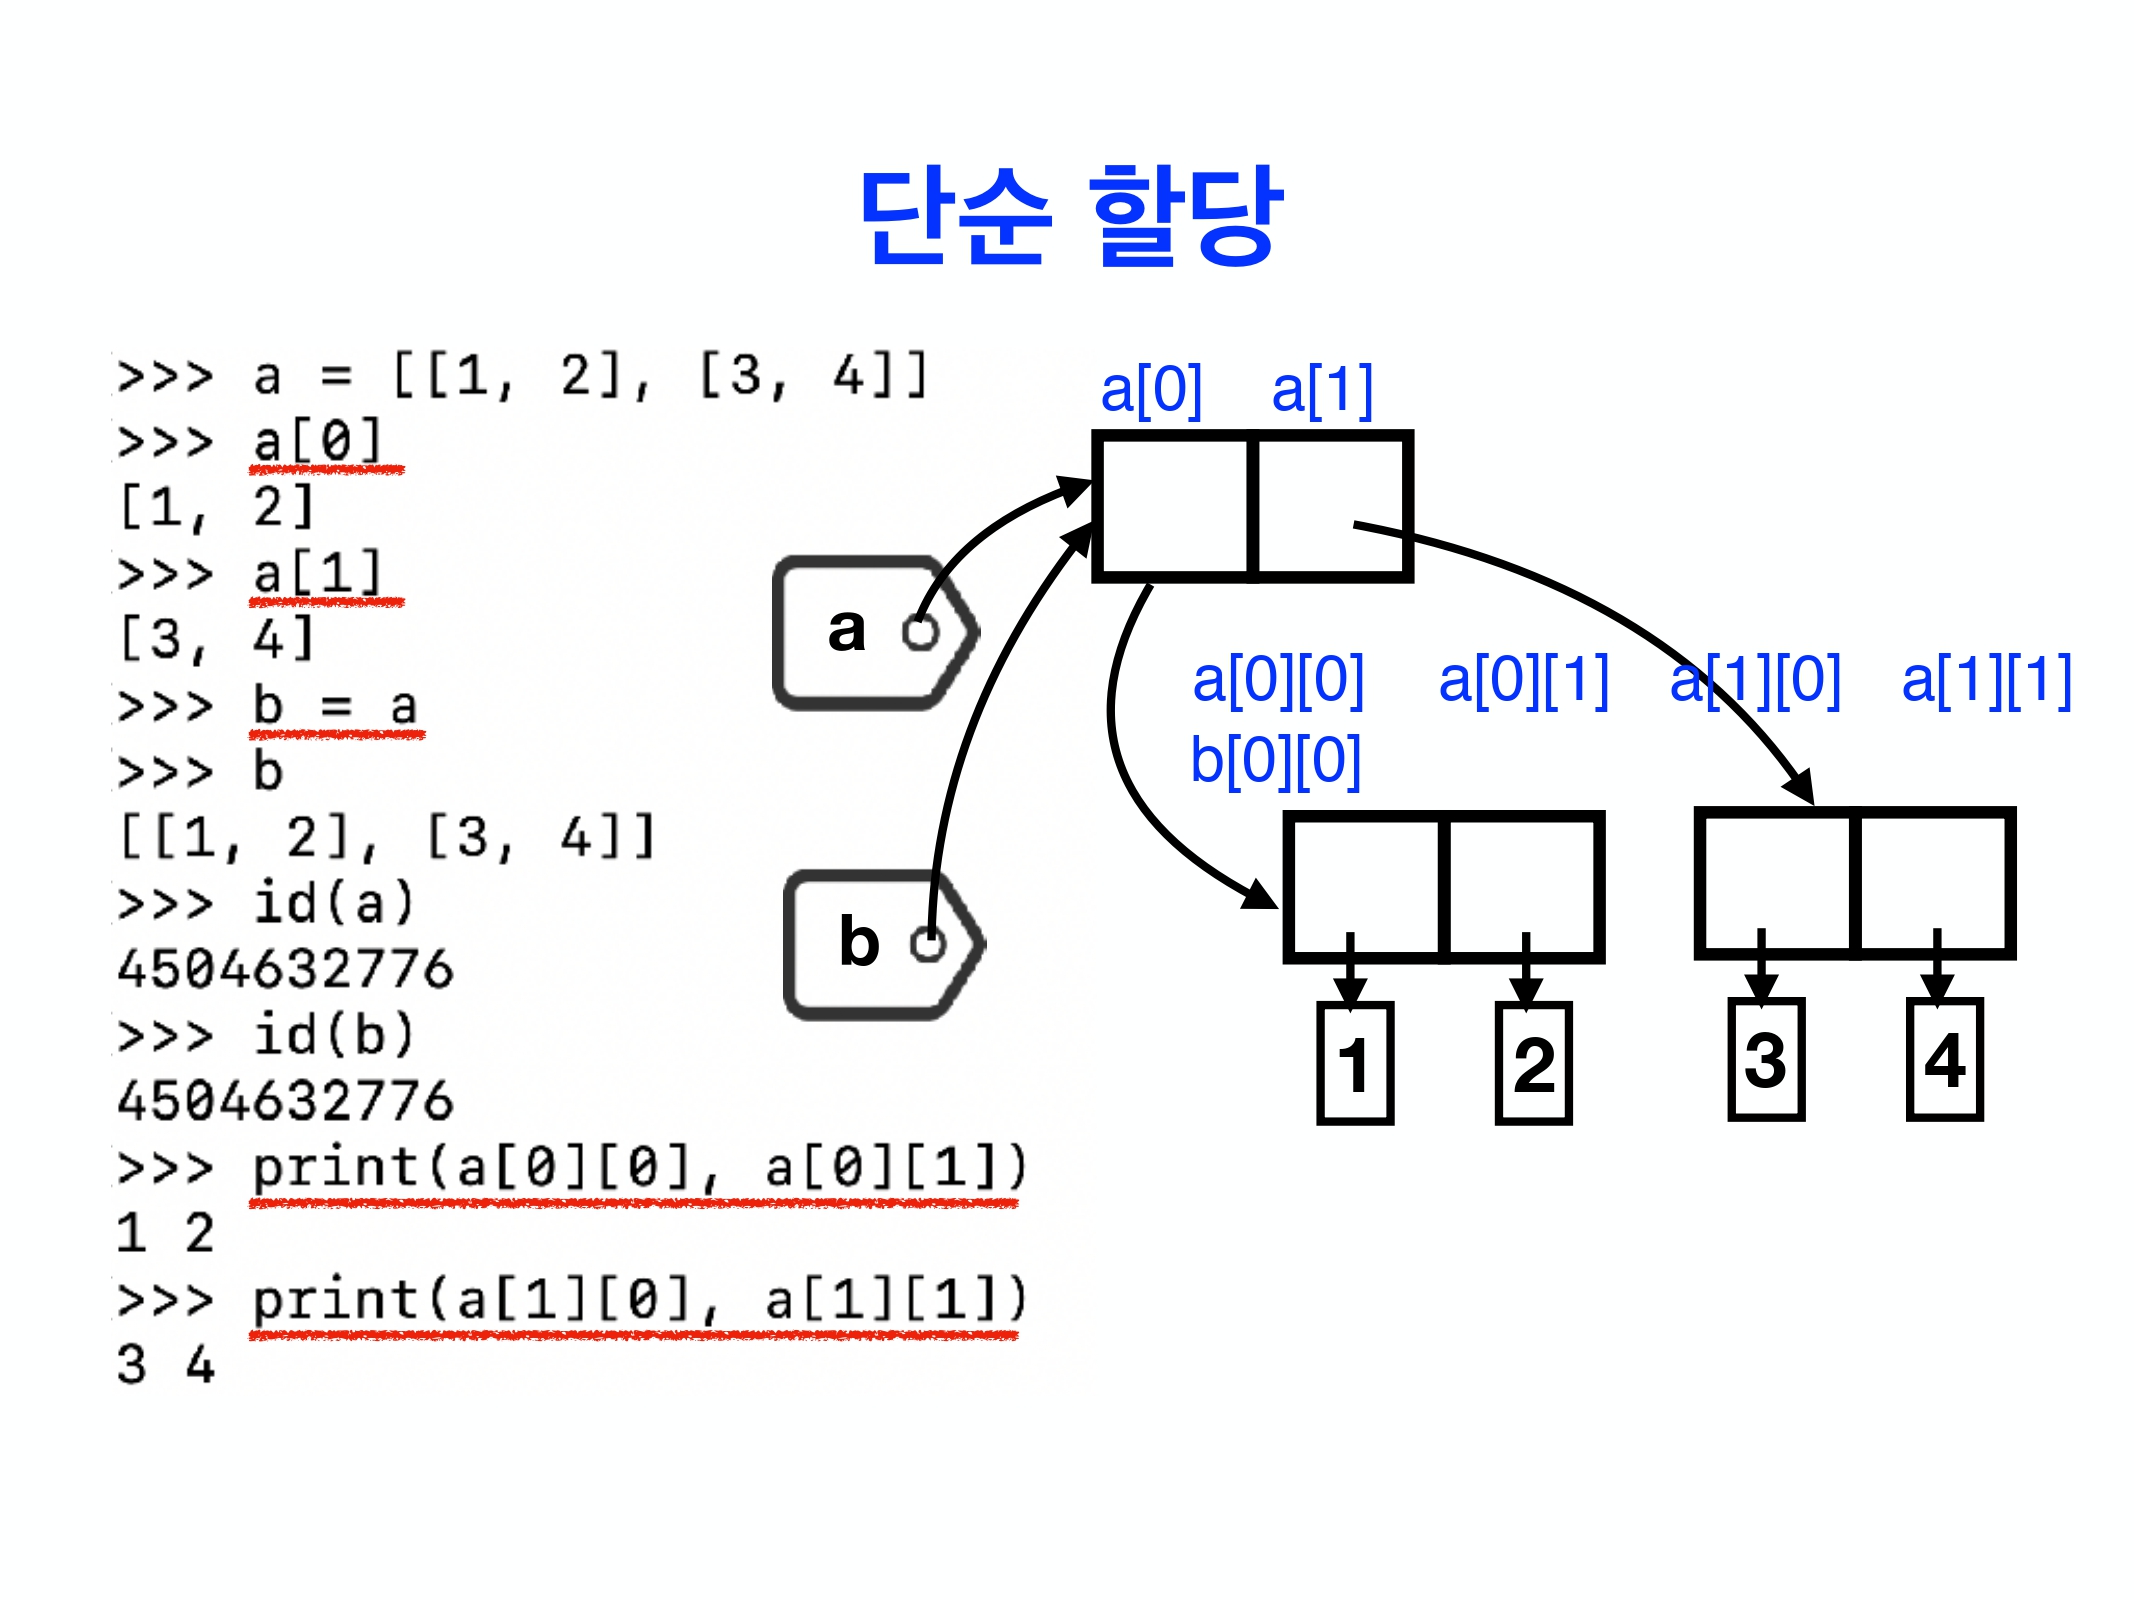 단순 할당
>>> a = [[1, 2], [3, 4]]
>>> a[0]
[1, 2]
>>> a[1]
[3, 4]
>>> b = a
>>> b
[[1, 2], [3, 4]]
>>> id(a)
4504632776
>>> id(b)
4504632776
>>> print(a[0][0], a[0][1])
1 2
>>> print(a[1][0], a[1][1])
3 4
a[0] a[1]
a
b
a[0][0] a[0][1] a[1][0] a[1][1]
b[0][0]
1 2 3 4